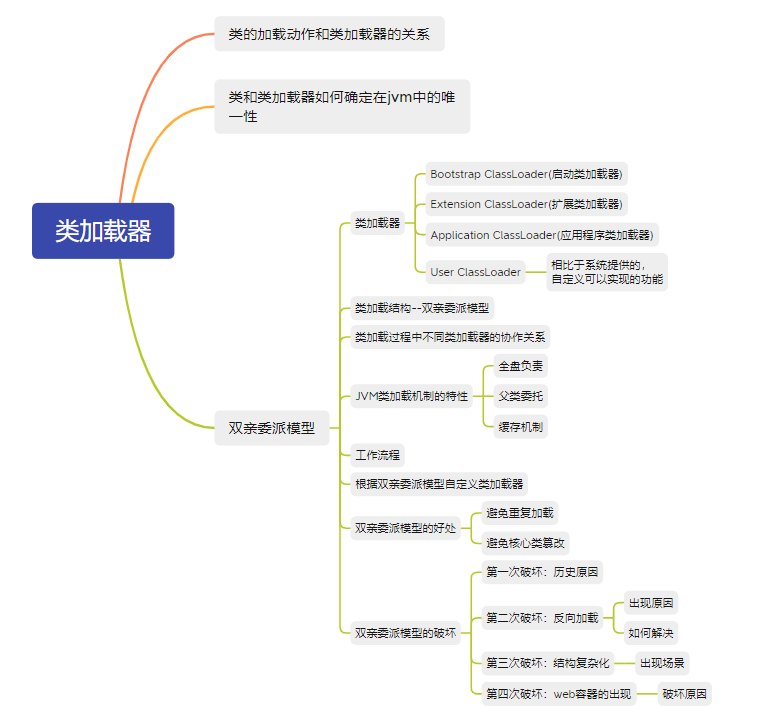 类加载器
类的加载动作和类加载器的关系
类和类加载器如何确定在jvm中的唯
一性
双亲委派模型
类加载器
Bootstrap ClassLoader(启动类加载器)
Extension ClassLoader(扩展类加载器)
Application ClassLoader(应用程序类加载器)
User ClassLoader
相比于系统提供的，
自定义可以实现的功能
类加载结构--双亲委派模型
类加载过程中不同类加载器的协作关系
JVM类加载机制的特性
全盘负责
父类委托
缓存机制
工作流程
根据双亲委派模型自定义类加载器
双亲委派模型的好处
避免重复加载
避免核心类篡改
双亲委派模型的破坏
第一次破坏：历史原因
第二次破坏：反向加载
出现原因
如何解决
第三次破坏：结构复杂化
出现场景
第四次破坏：web容器的出现
破坏原因